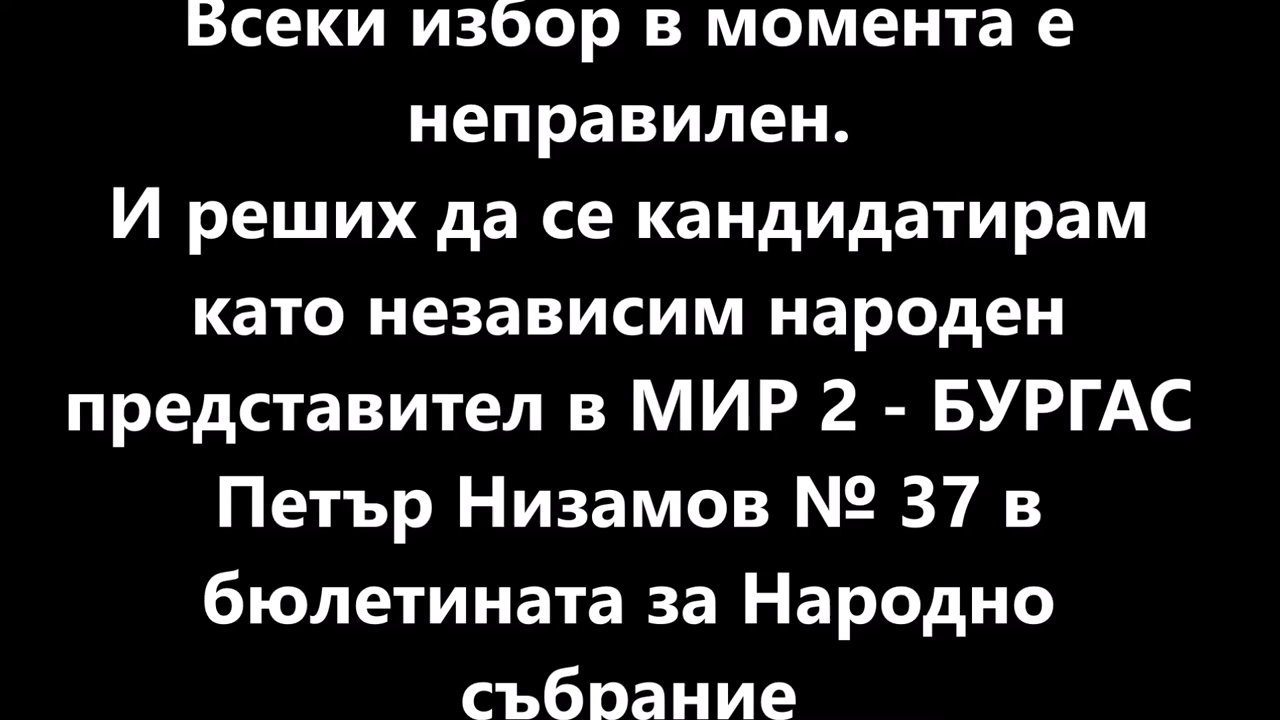 Всеки избор в момента е
неправилен.
И реших да се кандидатирам
като независим народен
представител в МИР 2 - БУРГАС
Петър Низамов № 37 в
бюлетината за Народно
събрание